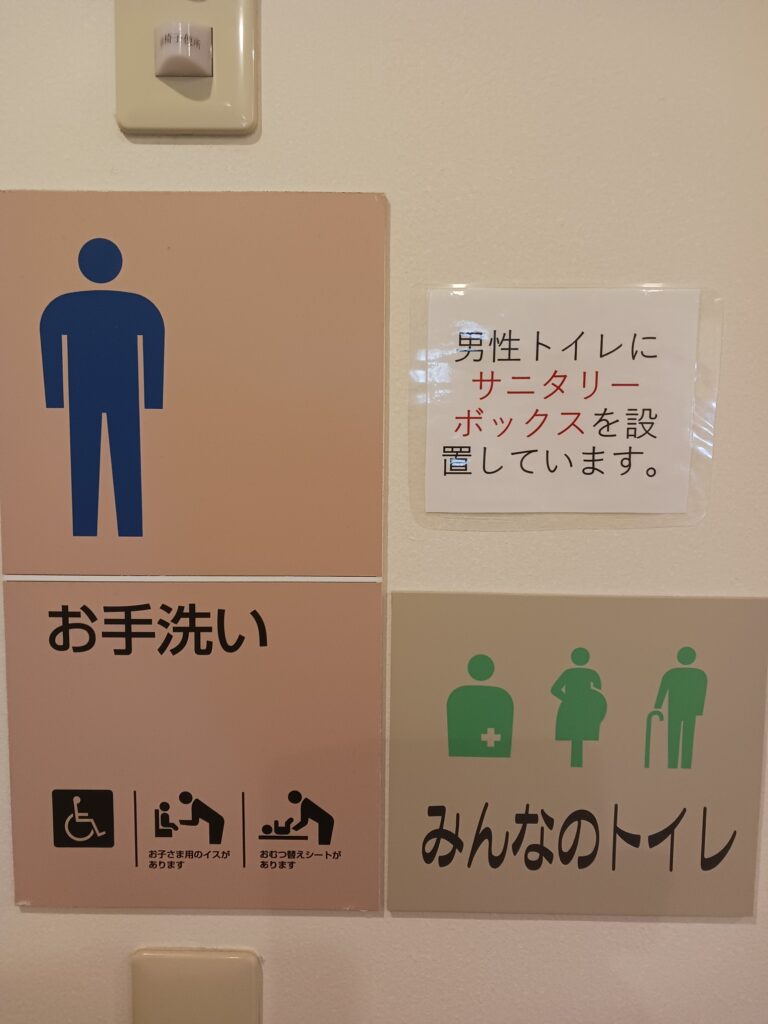 男性トイレに
サニタリー
ボックスを設
置しています。
お手洗い
お子さま用のイスが
あります
おむつ替えシートが
あります
みんなのトイレ